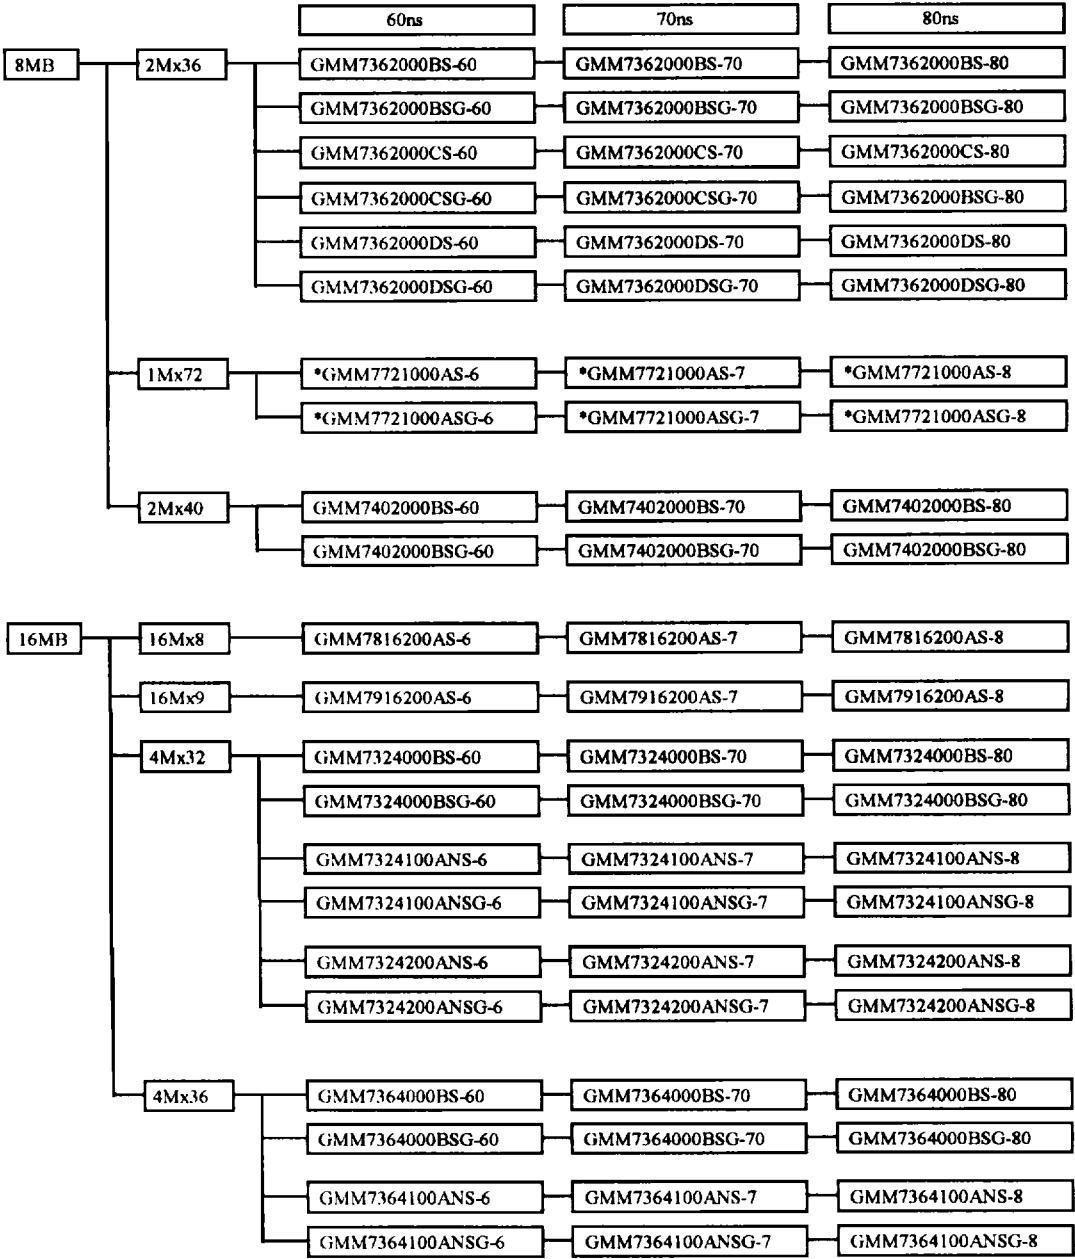 60ns 70ns 80ns
8MB 2Mx36 GMM7362000BS-60 GMM7362000BS-70 GMM7362000BS-80
GMM7362000BSG-60 GMM7362000BSG-70 GMM7362000BSG-80
GMM7362000CS-60 GMM7362000CS-70 GMM7362000CS-80
GMM7362000CSG-60 GMM7362000CSG-70 GMM7362000BSG-80
GMM7362000DS-60 GMM7362000DS-70 GMM7362000DS-80
GMM7362000DSG-60 GMM7362000DSG-70 GMM7362000DSG-80
1Mx72 *GMM7721000AS-6 *GMM7721000AS-7 *GMM7721000AS-8
*GMM7721000ASG-6 *GMM7721000ASG-7 *GMM7721000ASG-8
2Mx40 GMM7402000BS-60 GMM7402000BS-70 GMM7402000BS-80
GMM7402000BSG-60 GMM7402000BSG-70 GMM7402000BSG-80
16MB 16Mx8 GMM7816200AS-6 GMM7816200AS-7 GMM7816200AS-8
16Mx9 GMM7916200AS-6 GMM7916200AS-7 GMM7916200AS-8
4Mx32 GMM7324000BS-60 GMM7324000BS-70 GMM7324000BS-80
GMM7324000BSG-60 GMM7324000BSG-70 GMM7324000BSG-80
GMM7324100ANS-6 GMM7324100ANS-7 GMM7324100ANS-8
GMM7324100ANSG-6 GMM7324100ANSG-7 GMM7324100ANSG-8
GMM7324200ANS-6 GMM7324200ANS-7 GMM7324200ANS-8
GMM7324200ANSG-6 GMM7324200ANSG-7 GMM7324200ANSG-8
4Mx36 GMM7364000BS-60 GMM7364000BS-70 GMM7364000BS-80
GMM7364000BSG-60 GMM7364000BSG-70 GMM7364000BSG-80
GMM7364100ANS-6 GMM7364100ANS-7 GMM7364100ANS-8
GMM7364100ANSG-6 GMM7364100ANSG-7 GMM7364100ANSG-8